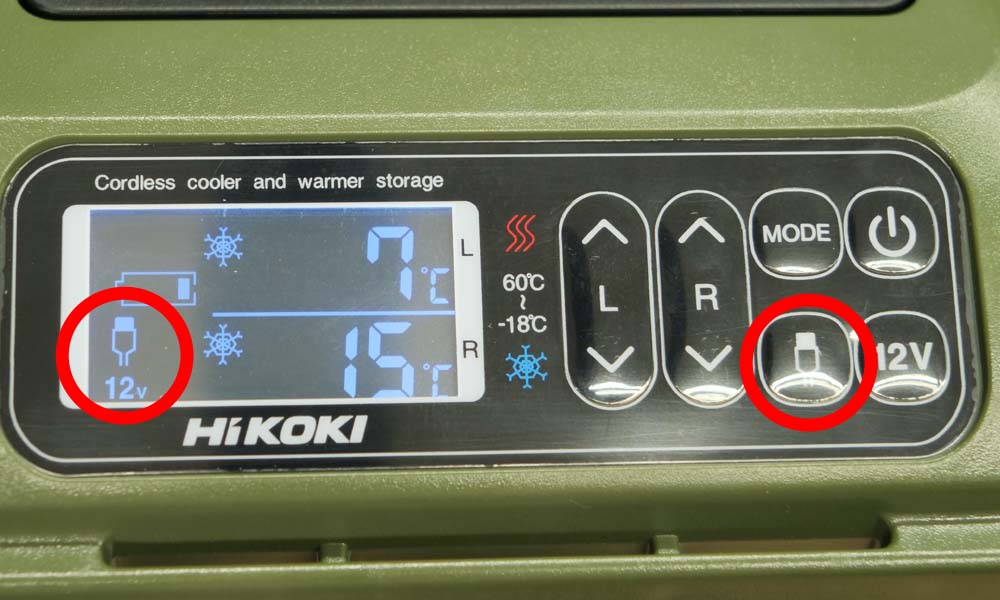 Cordless cooler and warmer storage
7℃ L
15℃ R
12V
HiKOKI
60℃
~
-18℃
L
R
MODE
12V